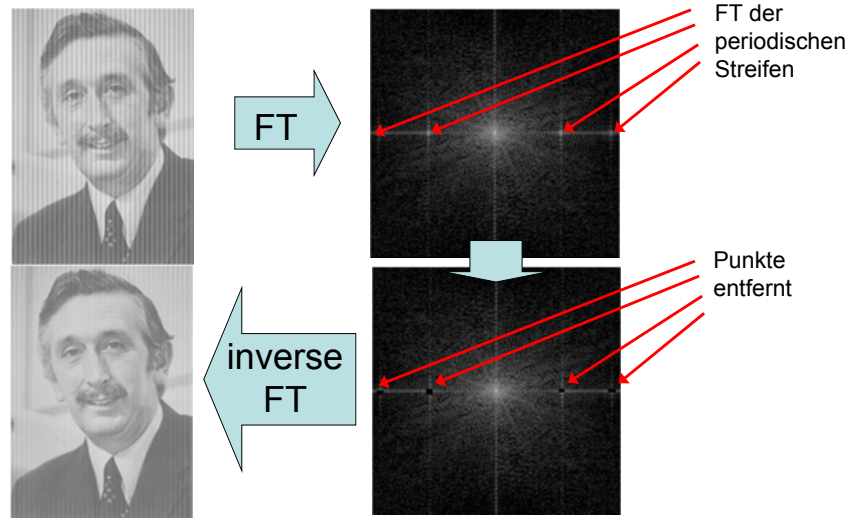 FT der
periodischen
Streifen
FT
Punkte
entfernt
inverse
FT